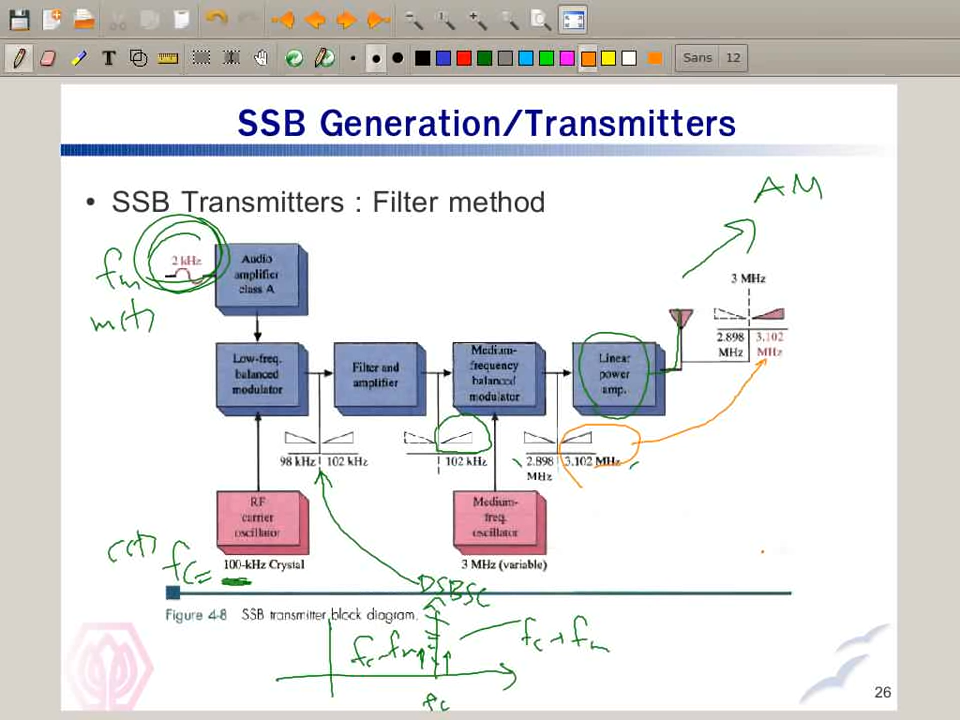 Sans 12
SSB Generation/Transmitters
• SSB Transmitters : Filter method
AM
2 kHz
fm
m(t)
Audio
amplifier
class A
3 MHz
2.898
MHz
3.102
MHz
Low-freq.
balanced
modulator
Filter and
amplifier
Medium-
frequency
balanced
modulator
Linear
power
amp.
98 kHz 102 kHz
102 kHz
2.898
MHz
3.102 MHz
RF
carrier
oscillator
Medium-
freq.
oscillator
c(t)
fc=
100-kHz Crystal
3 MHz (variable)
DSBSC
Figure 4-8 SSB transmitter block diagram.
fc-fm
fc+fm
fc
26